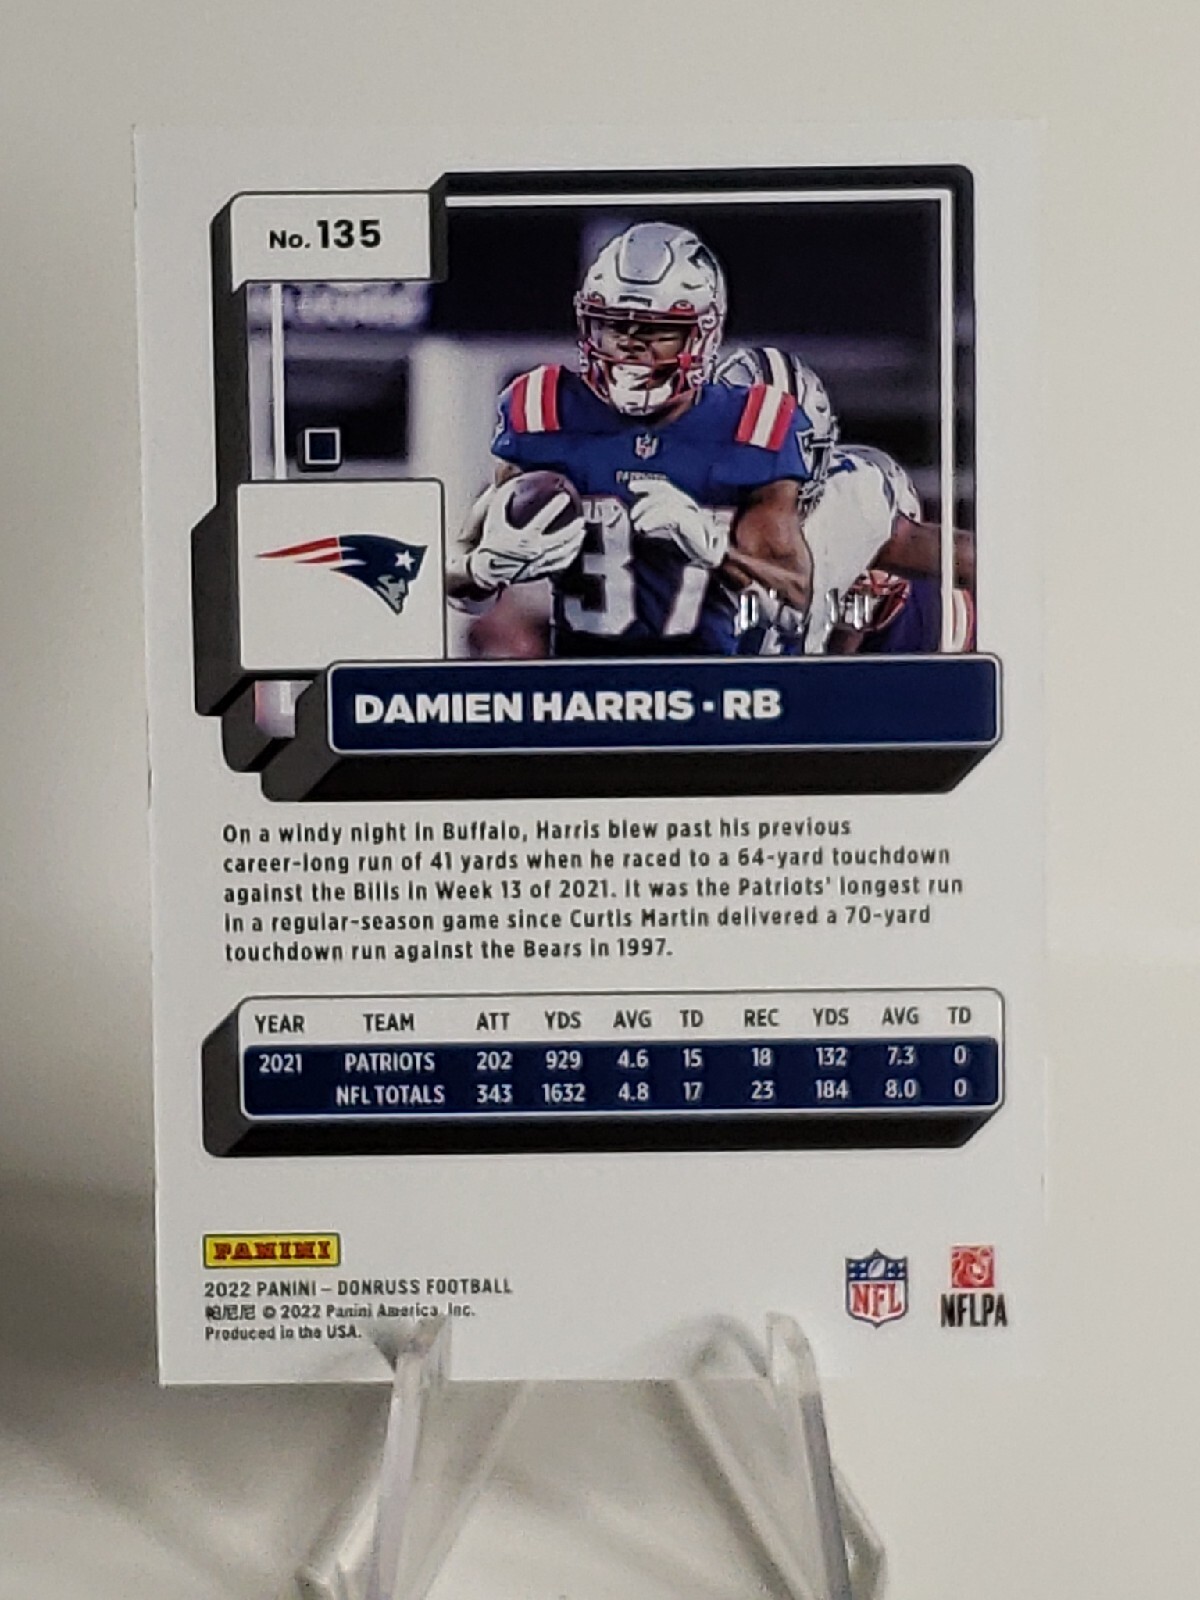 No. 135
37
DAMIEN HARRIS · RB
On a windy night in Buffalo, Harris blew past his previous
career-long run of 41 yards when he raced to a 64-yard touchdown
against the Bills in Week 13 of 2021. It was the Patriots' longest run
in a regular-season game since Curtis Martin delivered a 70-yard
touchdown run against the Bears in 1997.
YEAR TEAM ATT YDS AVG TD REC YDS AVG TD
2021 PATRIOTS 202 929 4.6 15 18 132 7.3 0
NFL TOTALS 343 1632 4.8 17 23 184 8.0 0
PANINI
2022 PANINI – DONRUSS FOOTBALL
帕尼尼 © 2022 Panini America, Inc.
Produced in the USA.
NFL
NFLPA